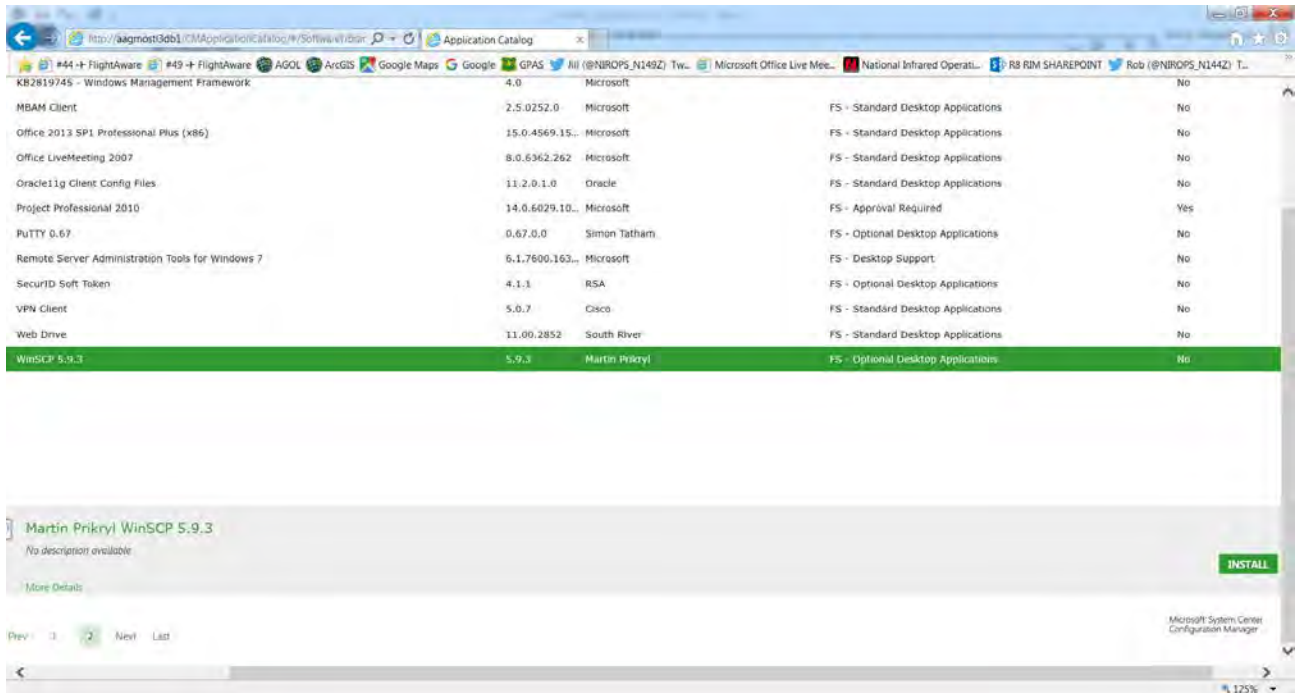 http://aagmosti3db1/CMApplicationCatalog/#/SoftwareLibrar Application Catalog
#44 FlightAware #49 FlightAware AGOL ArcGIS Google Maps Google GPAS Jill (@NIROPS_N149Z) Tw... Microsoft Office Live Mee... National Infrared Operati... R8 RIM SHAREPOINT Rob (@NIROPS_N144Z) T...
KB2819745 - Windows Management Framework 4.0 Microsoft No
MBAM Client 2.5.0252.0 Microsoft FS - Standard Desktop Applications No
Office 2013 SP1 Professional Plus (x86) 15.0.4569.15... Microsoft FS - Standard Desktop Applications No
Office LiveMeeting 2007 8.0.6362.262 Microsoft FS - Standard Desktop Applications No
Oracle11g Client Config Files 11.2.0.1.0 Oracle FS - Standard Desktop Applications No
Project Professional 2010 14.0.6029.10... Microsoft FS - Approval Required Yes
PuTTY 0.67 0.67.0.0 Simon Tatham FS - Optional Desktop Applications No
Remote Server Administration Tools for Windows 7 6.1.7600.163... Microsoft FS - Desktop Support No
SecurID Soft Token 4.1.1 RSA FS - Optional Desktop Applications No
VPN Client 5.0.7 Cisco FS - Standard Desktop Applications No
Web Drive 11.00.2852 South River FS - Standard Desktop Applications No
WinSCP 5.9.3 5.9.3 Martin Prikryl FS - Optional Desktop Applications No
Martin Prikryl WinSCP 5.9.3
No description available
INSTALL
More Details
Microsoft System Center
Configuration Manager
Prev 1 2 Next Last
125%